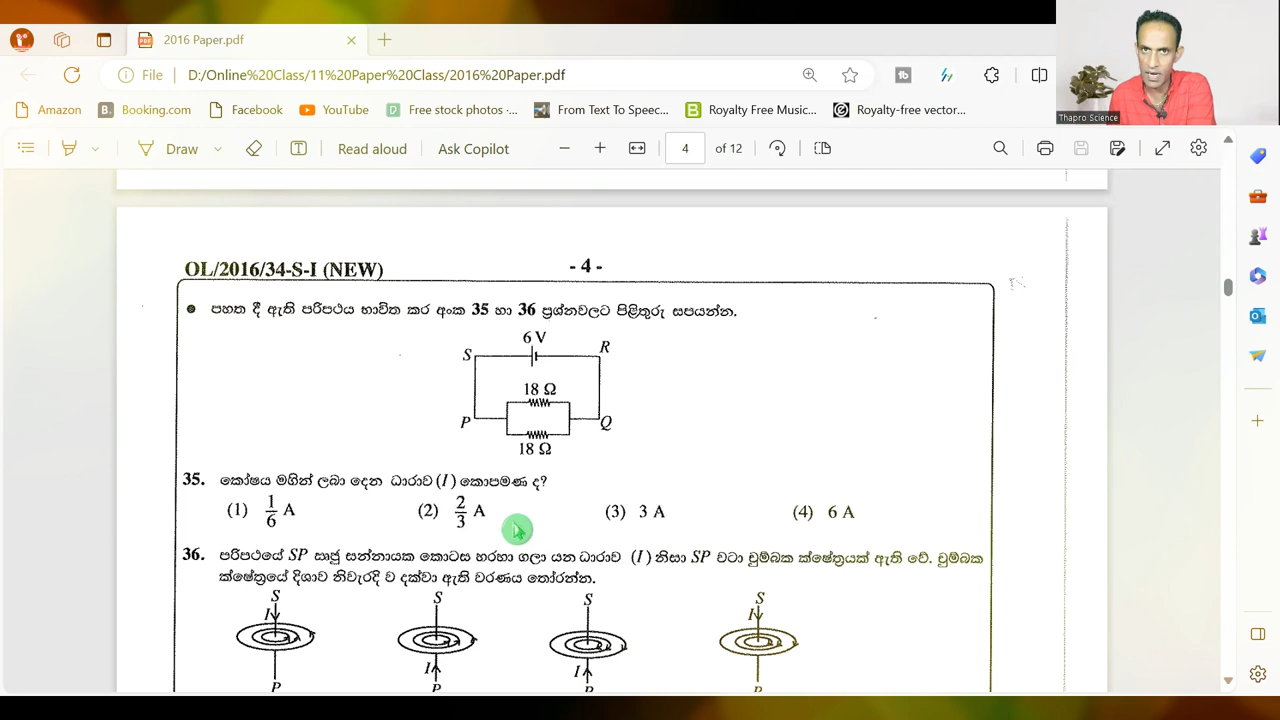 2016 Paper.pdf
File D:/Online%20Class/11%20Paper%20Class/2016%20Paper.pdf
Amazon Booking.com Facebook YouTube Free stock photos ·... From Text To Speec... Royalty Free Music... Royalty-free vector...
Thapro Science
Draw Read aloud Ask Copilot 4 of 12
OL/2016/34-S-I (NEW) - 4 -
● පහත දී ඇති පරිපථය භාවිත කර අංක 35 හා 36 ප්‍රශ්නවලට පිළිතුරු සපයන්න.
6 V
S R
18 Ω
P Q
18 Ω
35. කෝෂය මගින් ලබා දෙන ධාරාව (I) කොපමණ ද?
(1) 1/6 A (2) 2/3 A (3) 3 A (4) 6 A
36. පරිපථයේ SP සෘජු සන්නායක කොටස හරහා ගලා යන ධාරාව (I) නිසා SP වටා චුම්බක ක්ෂේත්‍රයක් ඇති වේ. චුම්බක
ක්ෂේත්‍රයේ දිශාව නිවැරදි ව දක්වා ඇති වරණය තෝරන්න.
S S S S
I I
I I
P P P P